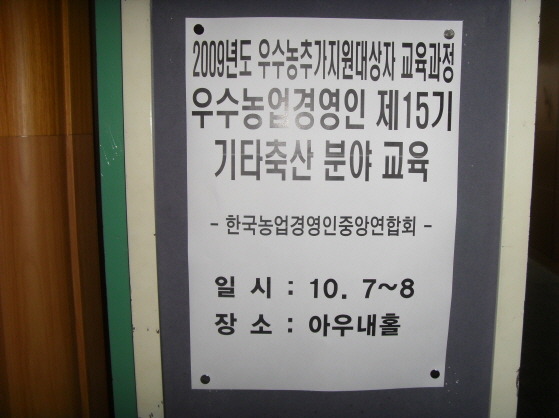 2009년도 우수농추가지원대상자 교육과정
우수농업경영인 제15기
기타축산 분야 교육
- 한국농업경영인중앙연합회 -
일 시 : 10. 7~8
장 소 : 아우내홀